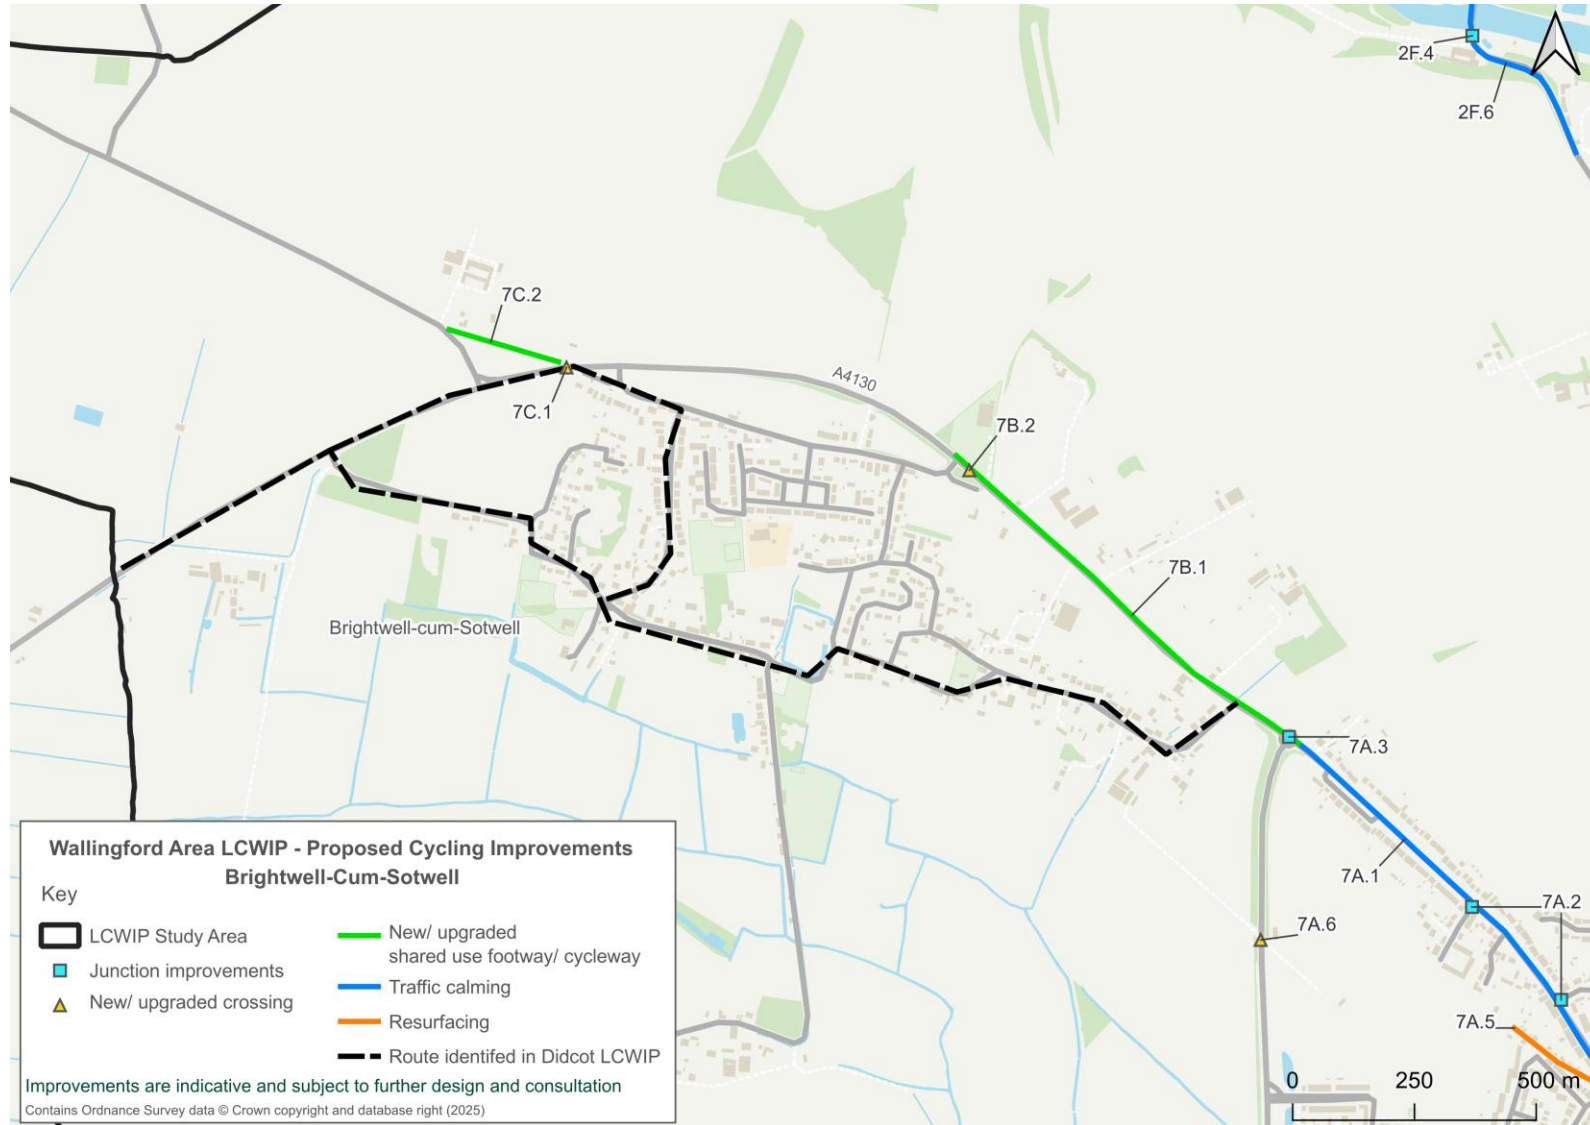 2F.4
2F.6
7C.2
A4130
7C.1
7B.2
7B.1
Brightwell-cum-Sotwell
7A.3
7A.1
7A.2
7A.6
7A.5
Wallingford Area LCWIP - Proposed Cycling Improvements
Brightwell-Cum-Sotwell
Key
LCWIP Study Area
Junction improvements
New/ upgraded crossing
New/ upgraded
shared use footway/ cycleway
Traffic calming
Resurfacing
Route identifed in Didcot LCWIP
Improvements are indicative and subject to further design and consultation
Contains Ordnance Survey data © Crown copyright and database right (2025)
0 250 500 m